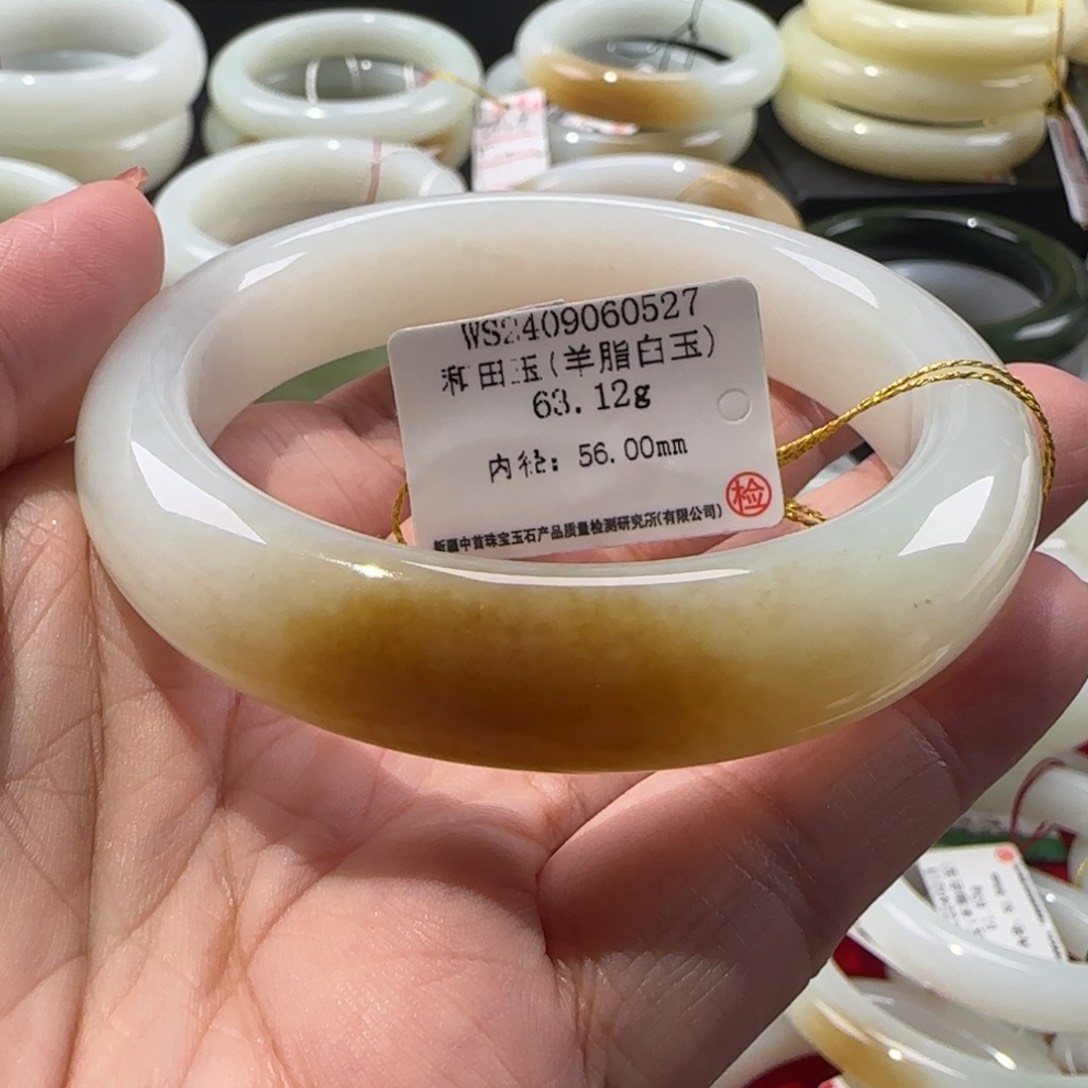 WS2409060527
和田玉(羊脂白玉)
63.12g
内径: 56.00mm
检
新疆中首珠宝玉石产品质量检测研究所(有限公司)